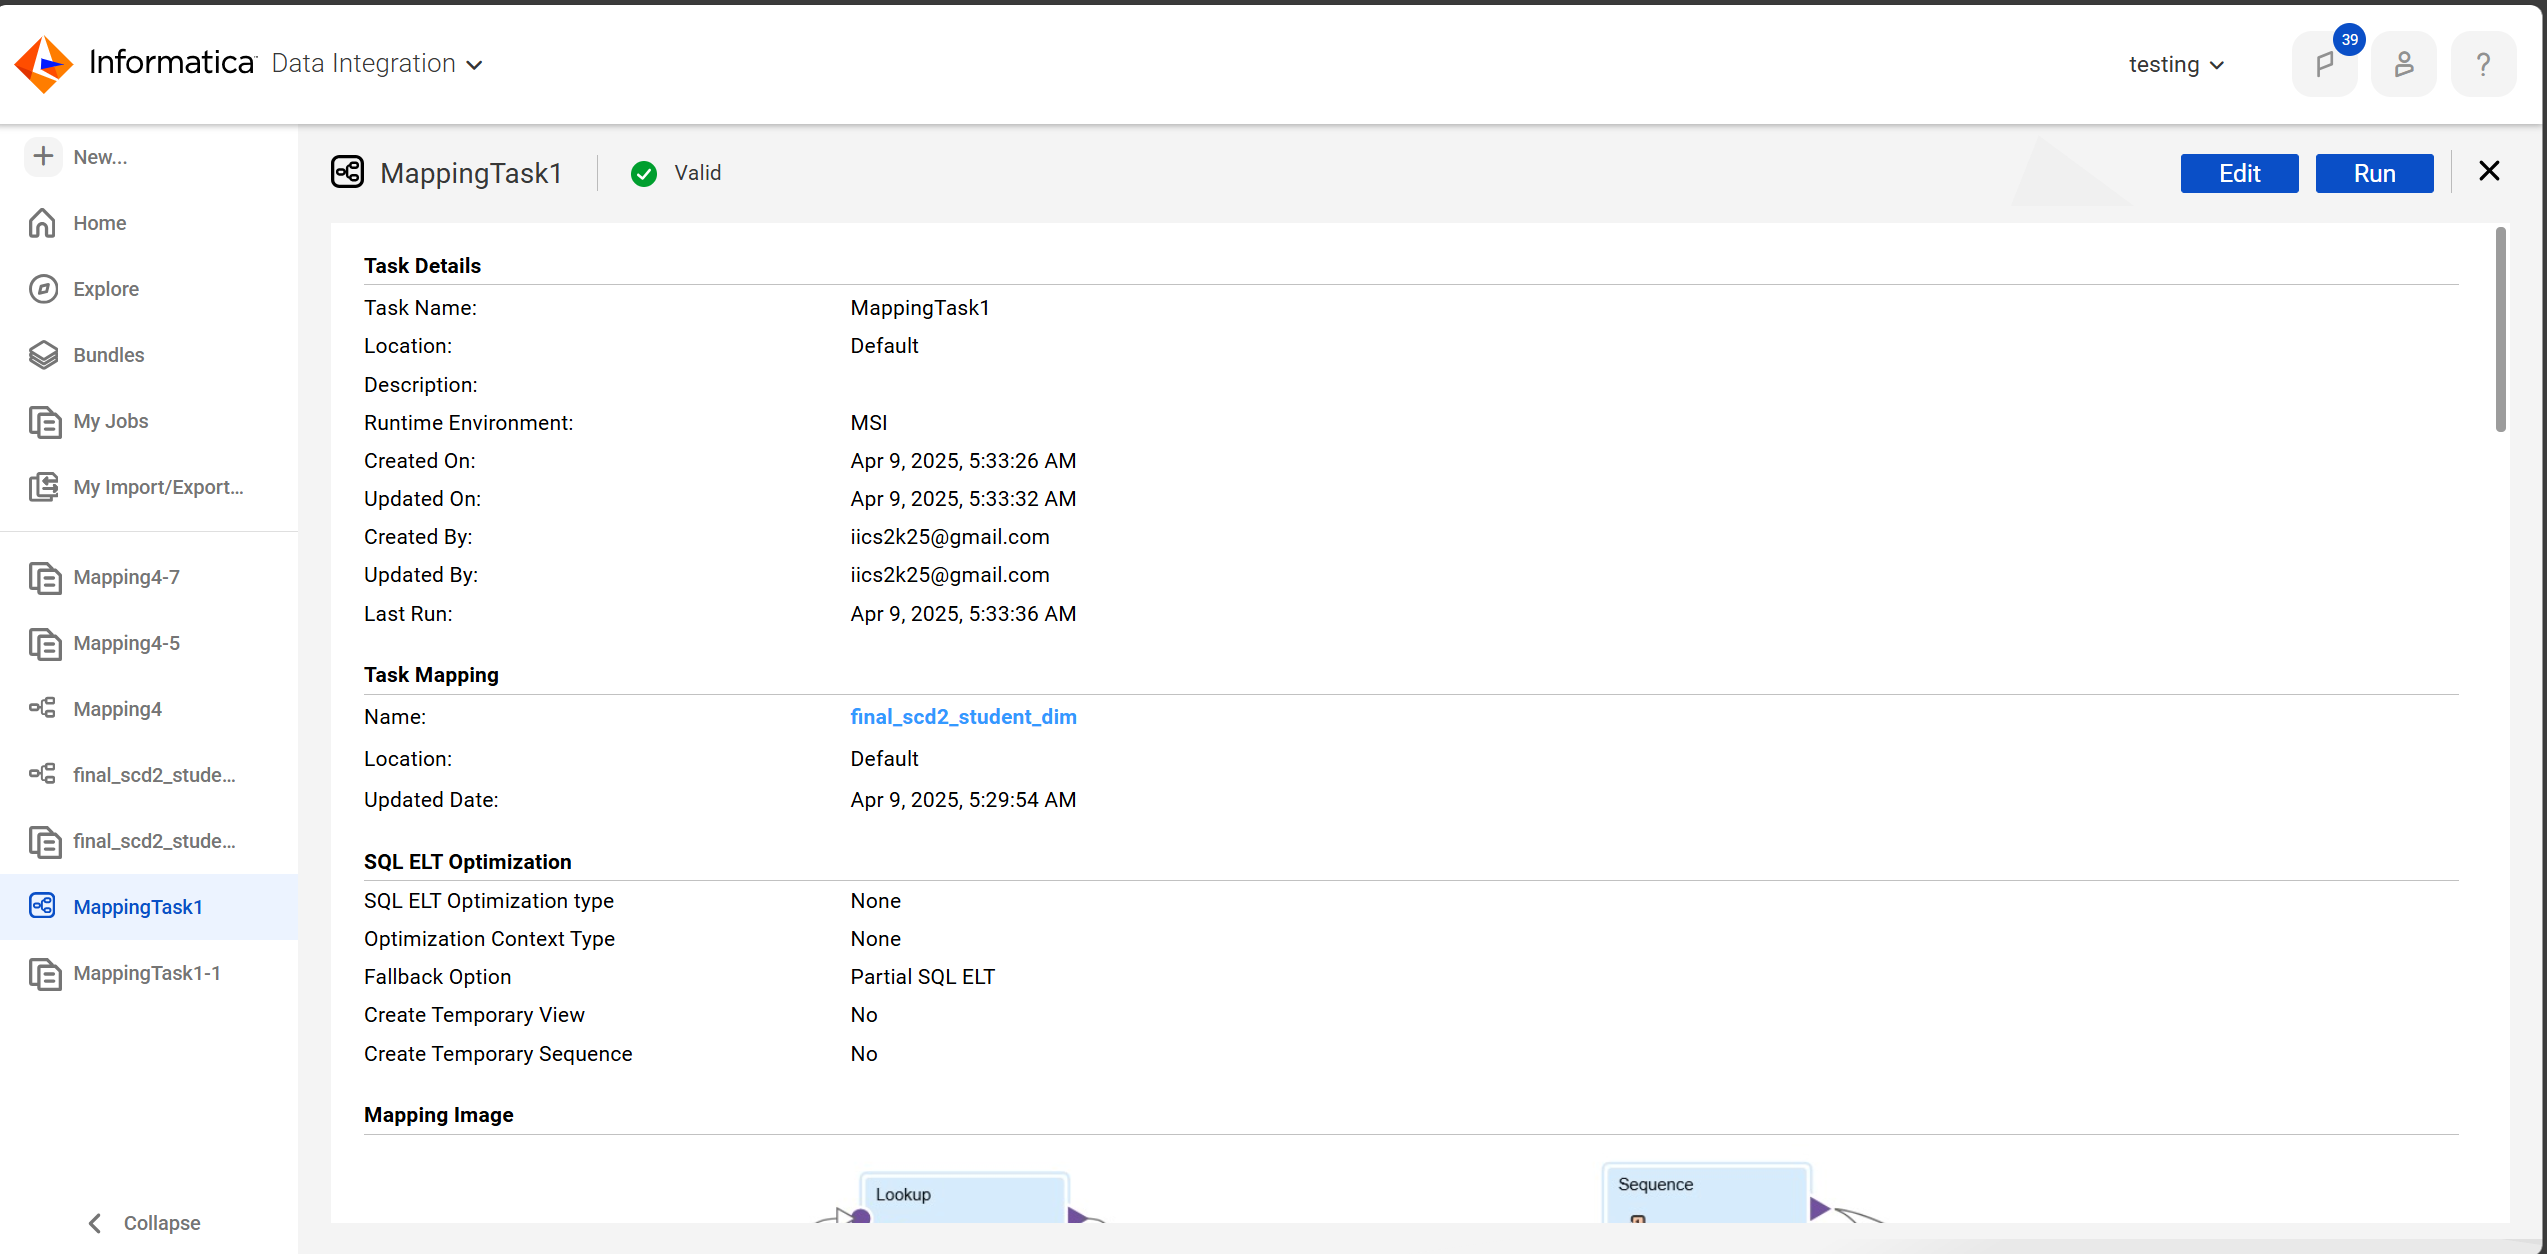 Informatica Data Integration
testing
39
?
New...
Home
Explore
Bundles
My Jobs
My Import/Export...
Mapping4-7
Mapping4-5
Mapping4
final_scd2_stude...
final_scd2_stude...
MappingTask1
MappingTask1-1
Collapse
MappingTask1
Valid
Edit
Run
Task Details
Task Name: MappingTask1
Location: Default
Description:
Runtime Environment: MSI
Created On: Apr 9, 2025, 5:33:26 AM
Updated On: Apr 9, 2025, 5:33:32 AM
Created By: iics2k25@gmail.com
Updated By: iics2k25@gmail.com
Last Run: Apr 9, 2025, 5:33:36 AM
Task Mapping
Name: final_scd2_student_dim
Location: Default
Updated Date: Apr 9, 2025, 5:29:54 AM
SQL ELT Optimization
SQL ELT Optimization type None
Optimization Context Type None
Fallback Option Partial SQL ELT
Create Temporary View No
Create Temporary Sequence No
Mapping Image
Lookup
Sequence